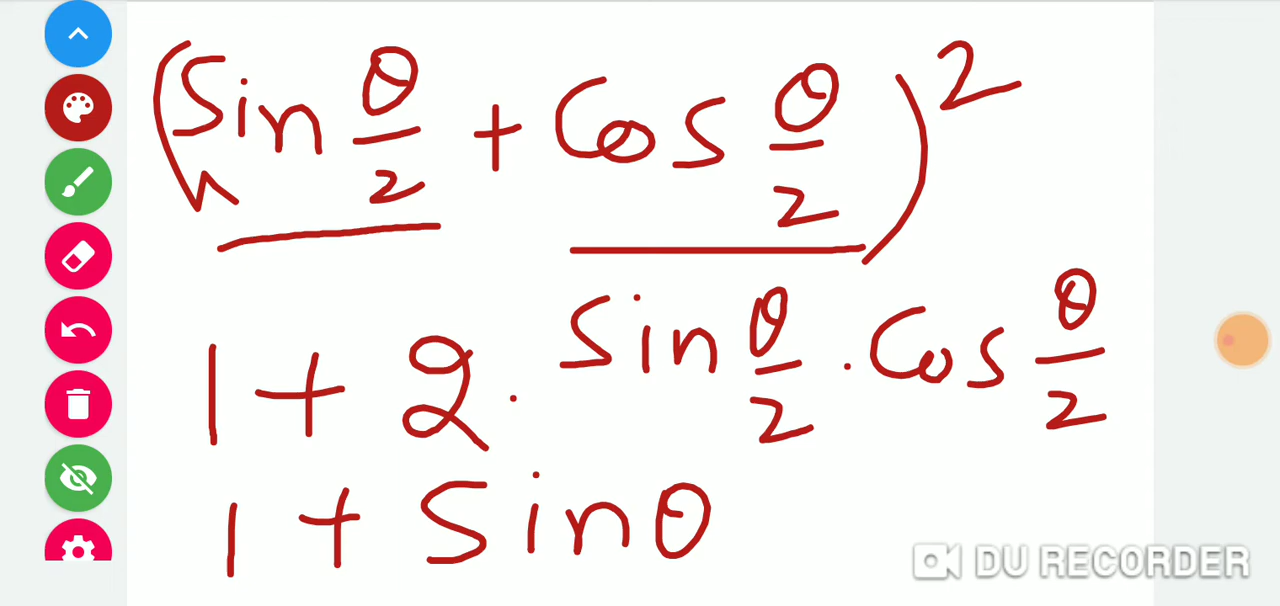 (Sin θ/2 + Cos θ/2)²
1 + 2 . Sin θ/2 . Cos θ/2
1 + Sin θ
DU RECORDER